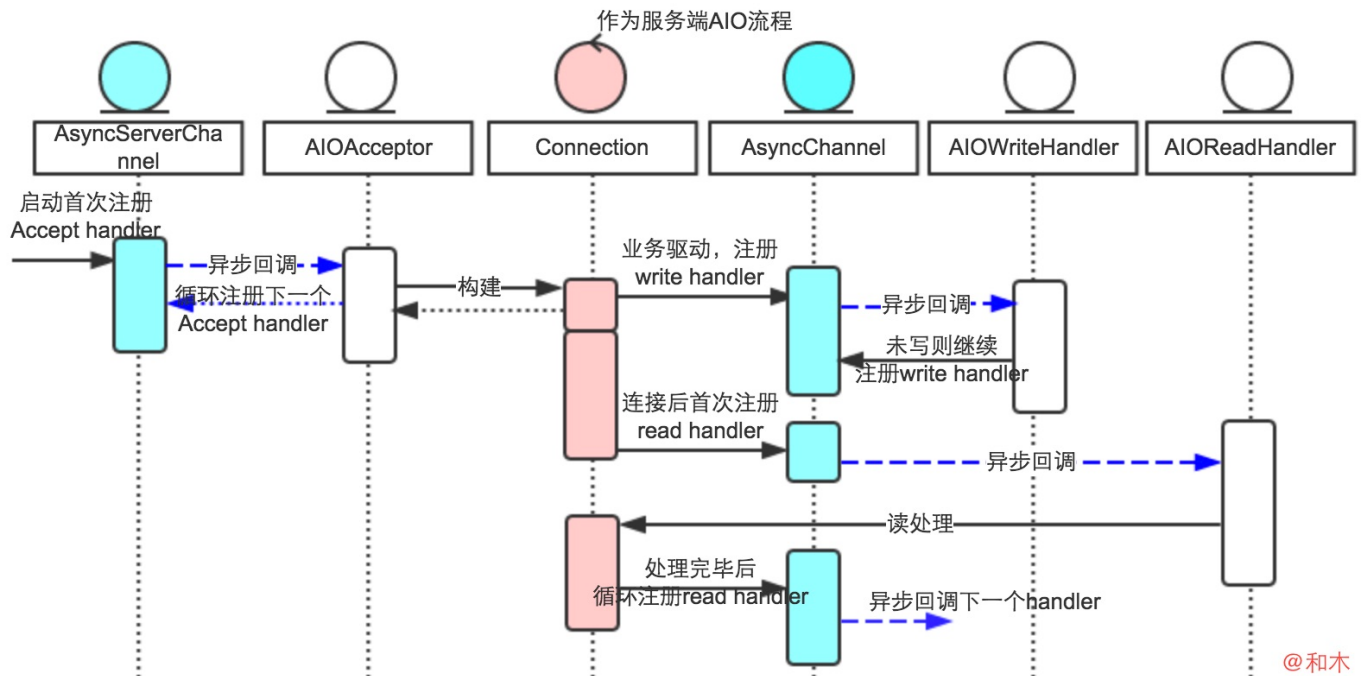 作为服务端AIO流程
AsyncServerCha
nnel
AIOAcceptor
Connection
AsyncChannel
AIOWriteHandler
AIOReadHandler
启动首次注册
Accept handler
异步回调
循环注册下一个
Accept handler
构建
业务驱动，注册
write handler
异步回调
未写则继续
注册write handler
连接后首次注册
read handler
异步回调
读处理
处理完毕后
循环注册read handler
异步回调下一个handler
@和木